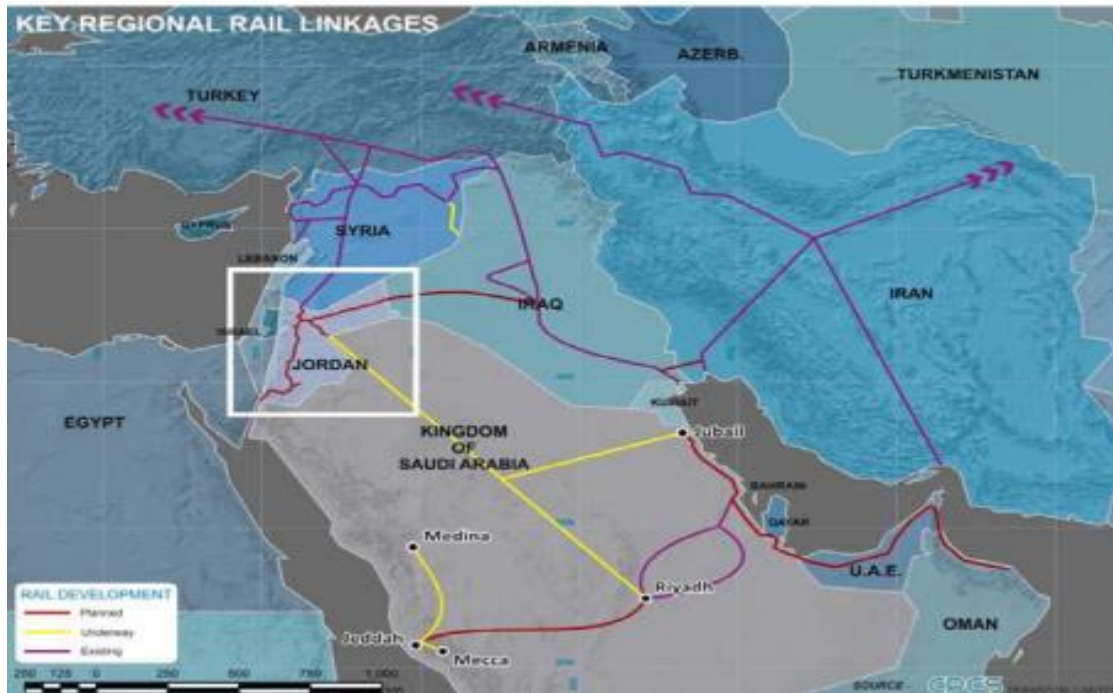 KEY REGIONAL RAIL LINKAGES
ARMENIA
AZERB.
TURKMENISTAN
TURKEY
CYPRUS
SYRIA
LEBANON
ISRAEL
IRAQ
IRAN
JORDAN
EGYPT
KUWAIT
Jubail
KINGDOM
OF
SAUDI ARABIA
BAHRAIN
QATAR
Medina
U.A.E.
Riyadh
OMAN
RAIL DEVELOPMENT
Planned
Underway
Existing
Jeddah
Mecca
250 125 0 250 500 750 1,000
SOURCE - CPCS